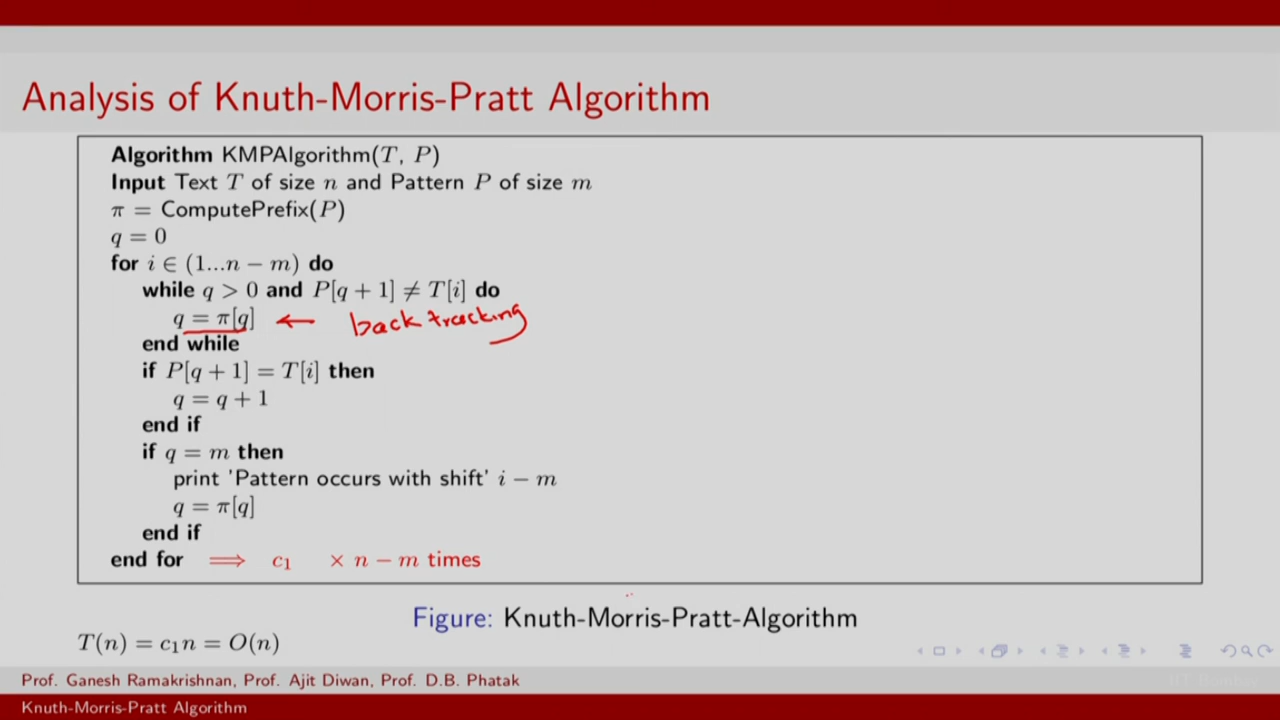 Analysis of Knuth-Morris-Pratt Algorithm
Algorithm KMPAlgorithm(T, P)
Input Text T of size n and Pattern P of size m
π = ComputePrefix(P)
q = 0
for i ∈ (1...n − m) do
while q > 0 and P[q + 1] ≠ T[i] do
q = π[q] ← back tracking
end while
if P[q + 1] = T[i] then
q = q + 1
end if
if q = m then
print 'Pattern occurs with shift' i − m
q = π[q]
end if
end for ⟹ c₁ × n − m times
Figure: Knuth-Morris-Pratt-Algorithm
T(n) = c₁n = O(n)
Prof. Ganesh Ramakrishnan, Prof. Ajit Diwan, Prof. D.B. Phatak
Knuth-Morris-Pratt Algorithm